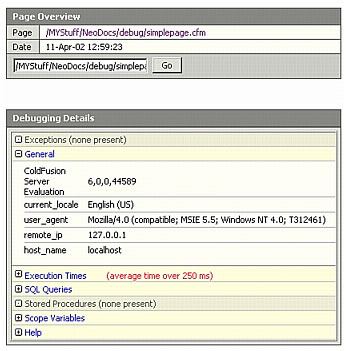 Page Overview
Page /MYStuff/NeoDocs/debug/simplepage.cfm
Date 11-Apr-02 12:59:23
/MYStuff/NeoDocs/debug/simplepa Go
Debugging Details
Exceptions (none present)
General
ColdFusion
Server 6,0,0,44589
Evaluation
current_locale English (US)
user_agent Mozilla/4.0 (compatible; MSIE 5.5; Windows NT 4.0; T312461)
remote_ip 127.0.0.1
host_name localhost
Execution Times (average time over 250 ms)
SQL Queries
Stored Procedures (none present)
Scope Variables
Help